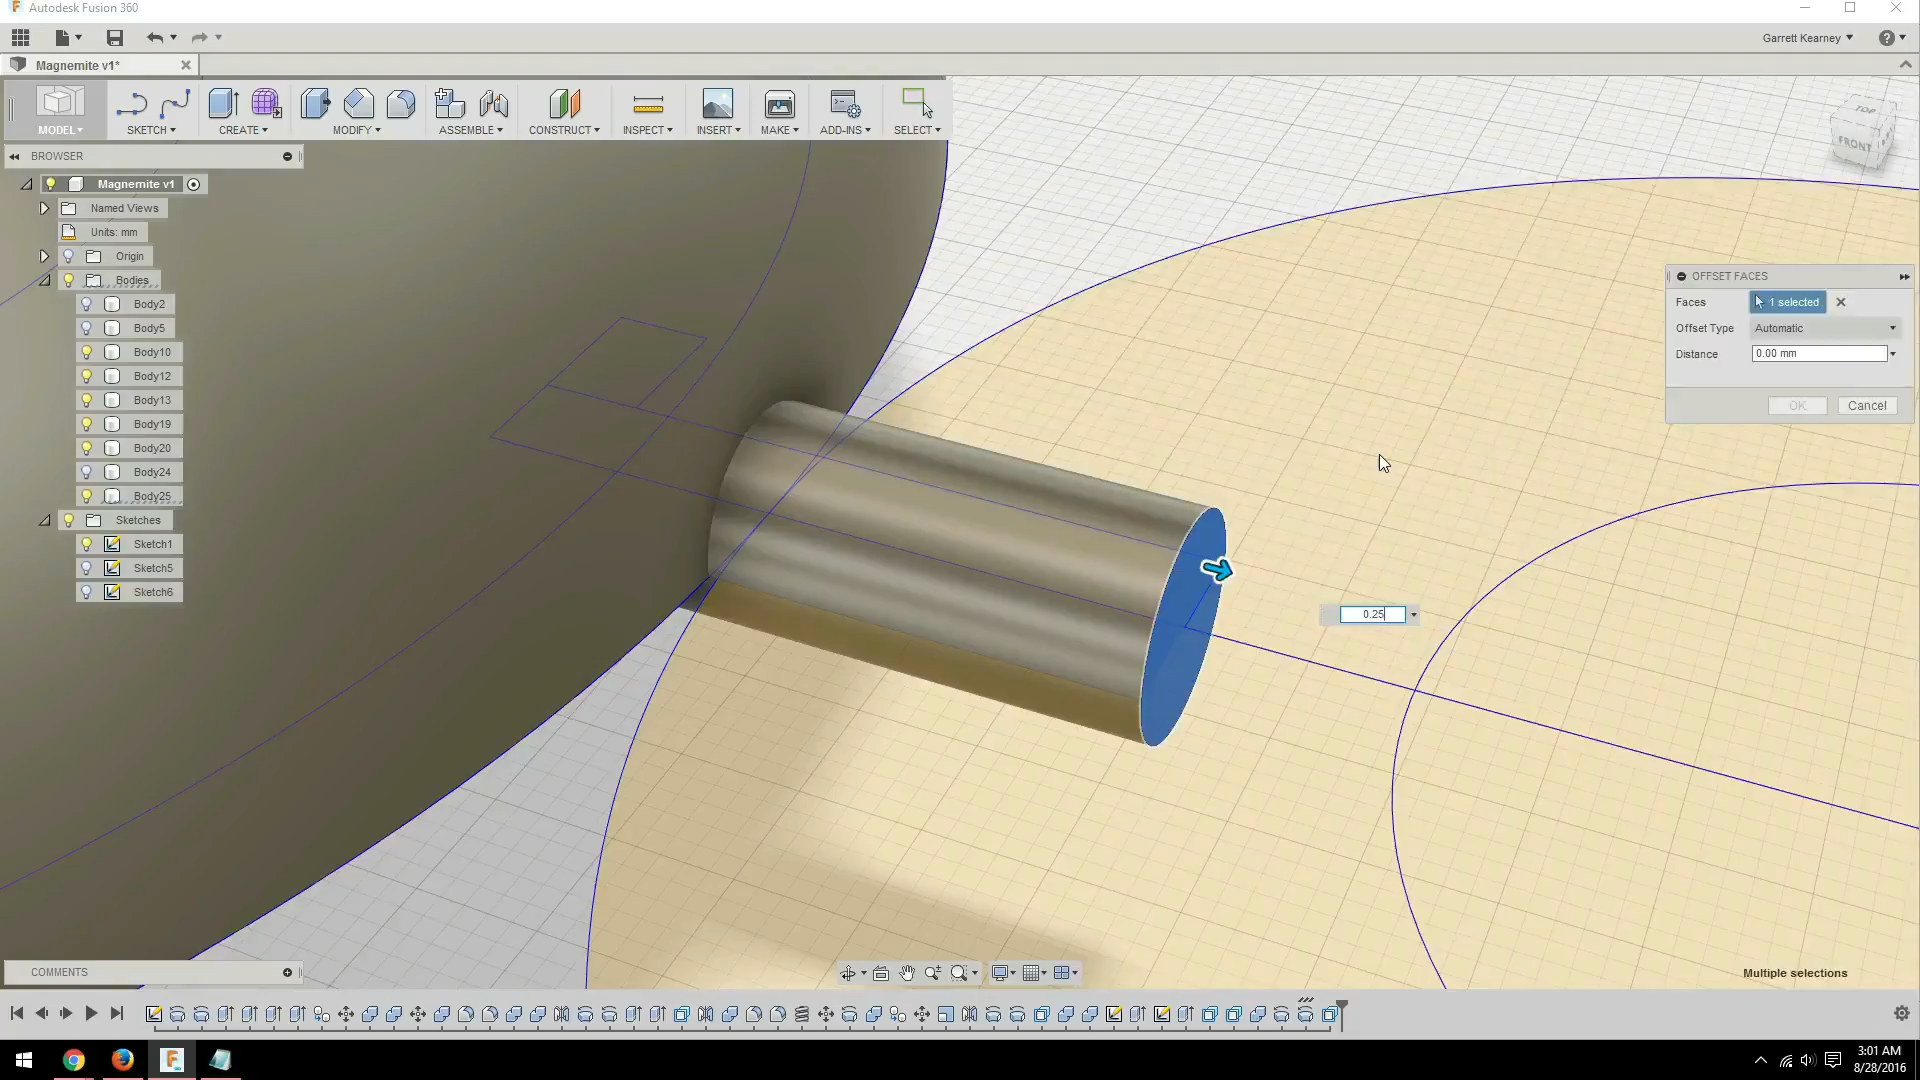 Autodesk Fusion 360
Garrett Kearney
Magnemite v1*
MODEL
SKETCH
CREATE
MODIFY
ASSEMBLE
CONSTRUCT
INSPECT
INSERT
MAKE
ADD-INS
SELECT
TOP
FRONT
BROWSER
Magnemite v1
Named Views
Units: mm
Origin
Bodies
Body2
Body5
Body10
Body12
Body13
Body19
Body20
Body24
Body25
Sketches
Sketch1
Sketch5
Sketch6
OFFSET FACES
Faces 1 selected
Offset Type Automatic
Distance 0.00 mm
OK Cancel
0.25
COMMENTS
Multiple selections
3:01 AM
8/28/2016